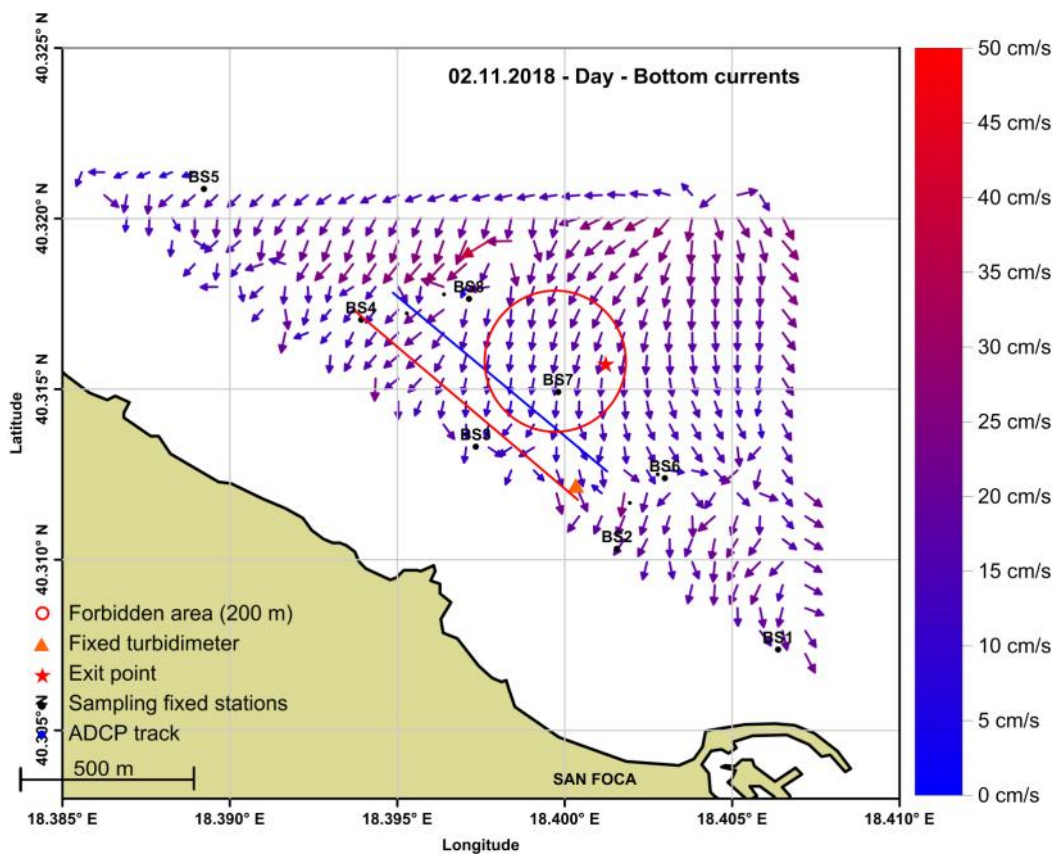 02.11.2018 - Day - Bottom currents
50 cm/s
45 cm/s
40 cm/s
35 cm/s
30 cm/s
25 cm/s
20 cm/s
15 cm/s
10 cm/s
5 cm/s
0 cm/s
40.325° N
40.320° N
40.315° N
40.310° N
40.305° N
Latitude
BS5
BS8
BS4
BS7
BS3
BS6
BS2
BS1
Forbidden area (200 m)
Fixed turbidimeter
Exit point
Sampling fixed stations
ADCP track
500 m
SAN FOCA
18.385° E
18.390° E
18.395° E
18.400° E
18.405° E
18.410° E
Longitude